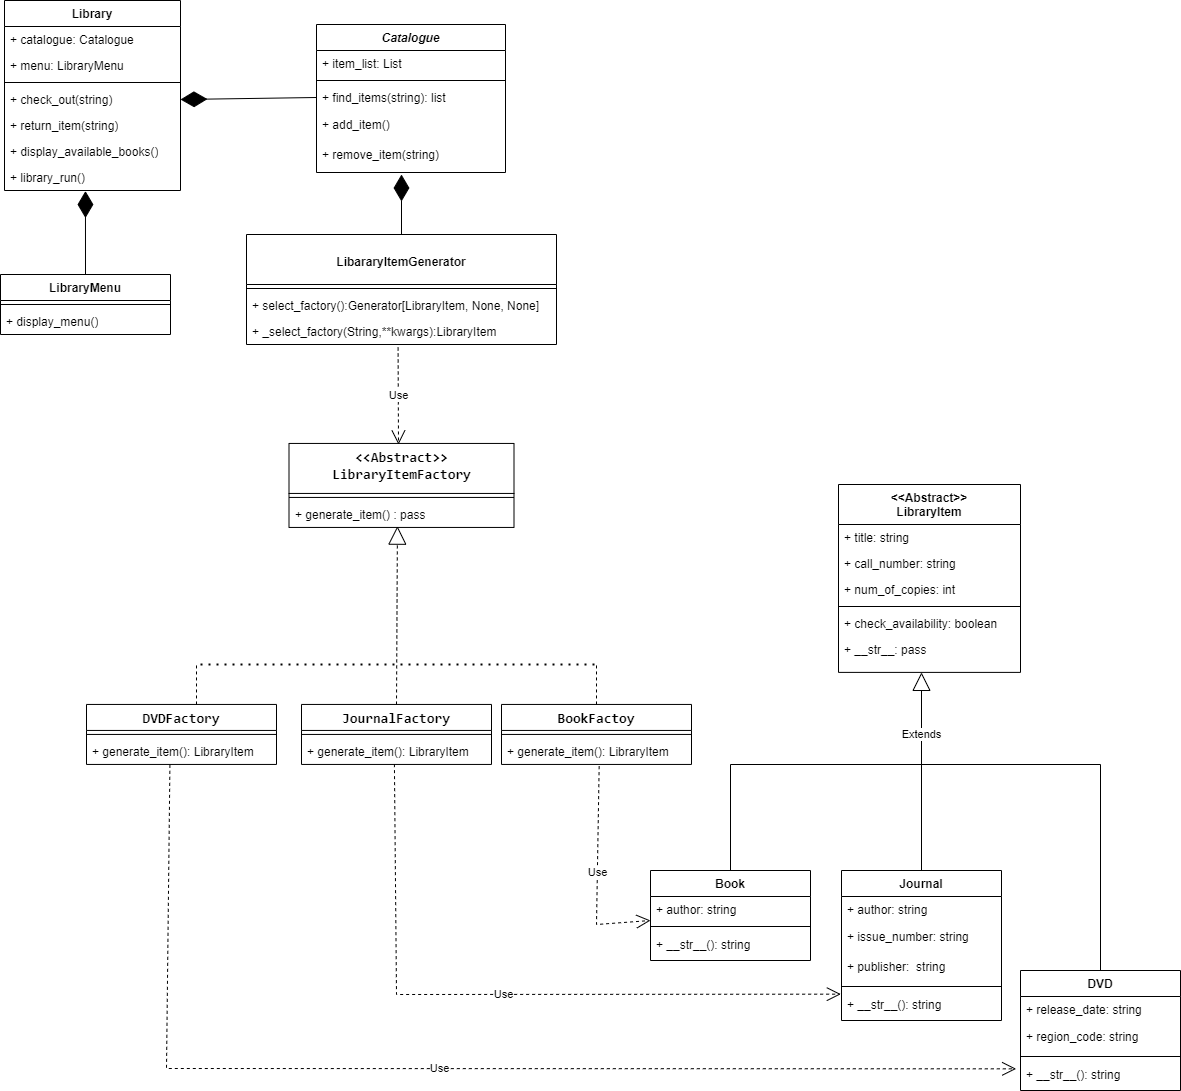 Library
+ catalogue: Catalogue
+ menu: LibraryMenu
+ check_out(string)
+ return_item(string)
+ display_available_books()
+ library_run()
Catalogue
+ item_list: List
+ find_items(string): list
+ add_item()
+ remove_item(string)
LibraryMenu
+ display_menu()
LibararyItemGenerator
+ select_factory():Generator[LibraryItem, None, None]
+ _select_factory(String,**kwargs):LibraryItem
Use
<<Abstract>>
LibraryItemFactory
+ generate_item() : pass
<<Abstract>>
LibraryItem
+ title: string
+ call_number: string
+ num_of_copies: int
+ check_availability: boolean
+ __str__: pass
DVDFactory
+ generate_item(): LibraryItem
JournalFactory
+ generate_item(): LibraryItem
BookFactoy
+ generate_item(): LibraryItem
Extends
Use
Book
+ author: string
+ __str__(): string
Journal
+ author: string
+ issue_number: string
+ publisher:  string
+ __str__(): string
Use
DVD
+ release_date: string
+ region_code: string
+ __str__(): string
Use